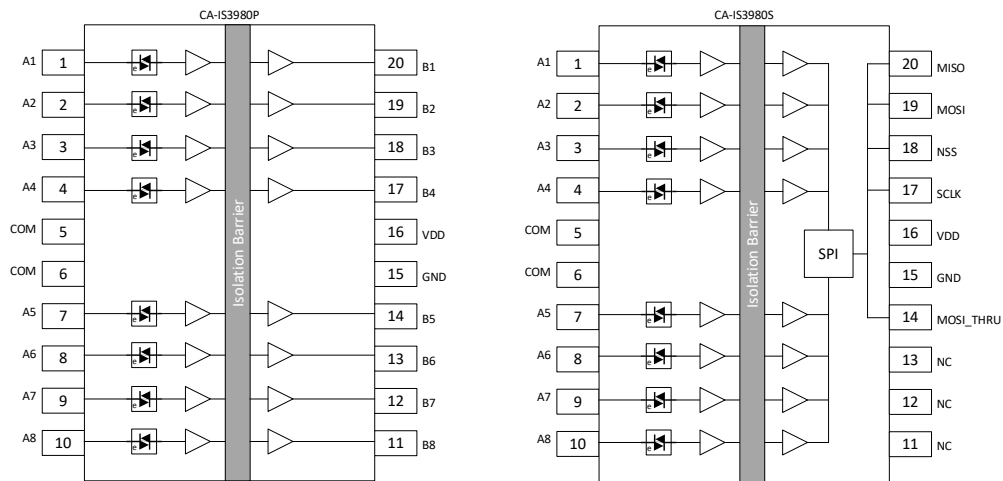 CA-IS3980P
A1 1 20 B1
A2 2 19 B2
A3 3 18 B3
A4 4 17 B4
COM 5 16 VDD
COM 6 15 GND
A5 7 14 B5
A6 8 13 B6
A7 9 12 B7
A8 10 11 B8
e
e
e
e
e
e
e
e
Isolation Barrier
CA-IS3980S
A1 1 20 MISO
A2 2 19 MOSI
A3 3 18 NSS
A4 4 17 SCLK
COM 5 16 VDD
COM 6 15 GND
A5 7 14 MOSI_THRU
A6 8 13 NC
A7 9 12 NC
A8 10 11 NC
e
e
e
e
e
e
e
e
Isolation Barrier
SPI